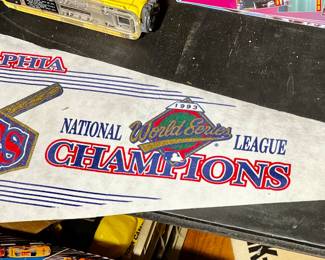 PHIA
1993
World Series
NATIONAL LEAGUE
CHAMPIONS